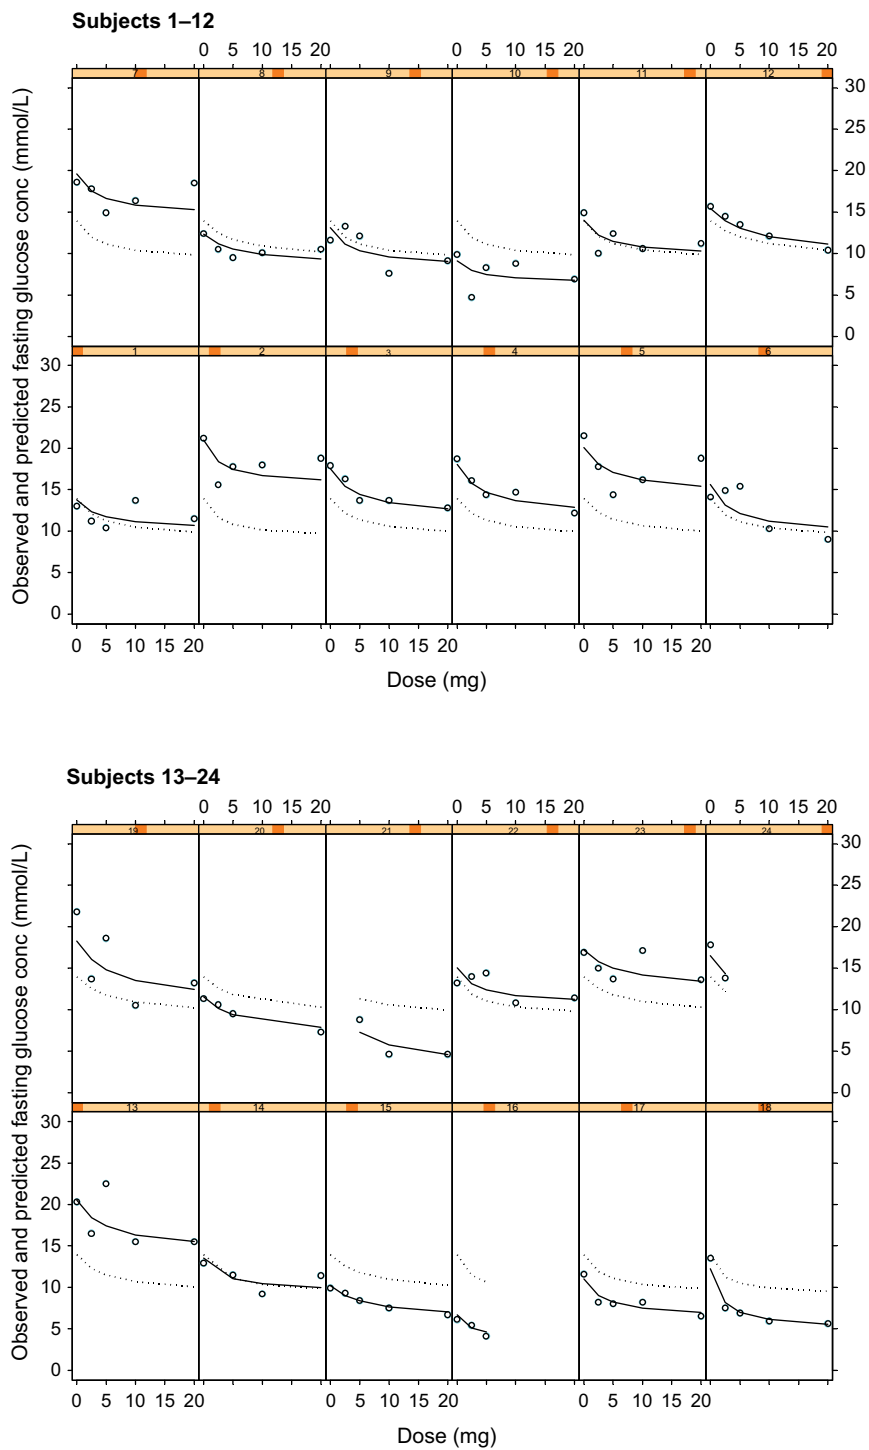 Subjects 1–12
0 5 10 15 20 0 5 10 15 20 0 5 10 15 20
7 8 9 10 11 12
30
25
20
15
10
5
0
Observed and predicted fasting glucose conc (mmol/L)
1 2 3 4 5 6
30
25
20
15
10
5
0
0 5 10 15 20 0 5 10 15 20 0 5 10 15 20
Dose (mg)
Subjects 13–24
0 5 10 15 20 0 5 10 15 20 0 5 10 15 20
19 20 21 22 23 24
30
25
20
15
10
5
0
Observed and predicted fasting glucose conc (mmol/L)
13 14 15 16 17 18
30
25
20
15
10
5
0
0 5 10 15 20 0 5 10 15 20 0 5 10 15 20
Dose (mg)